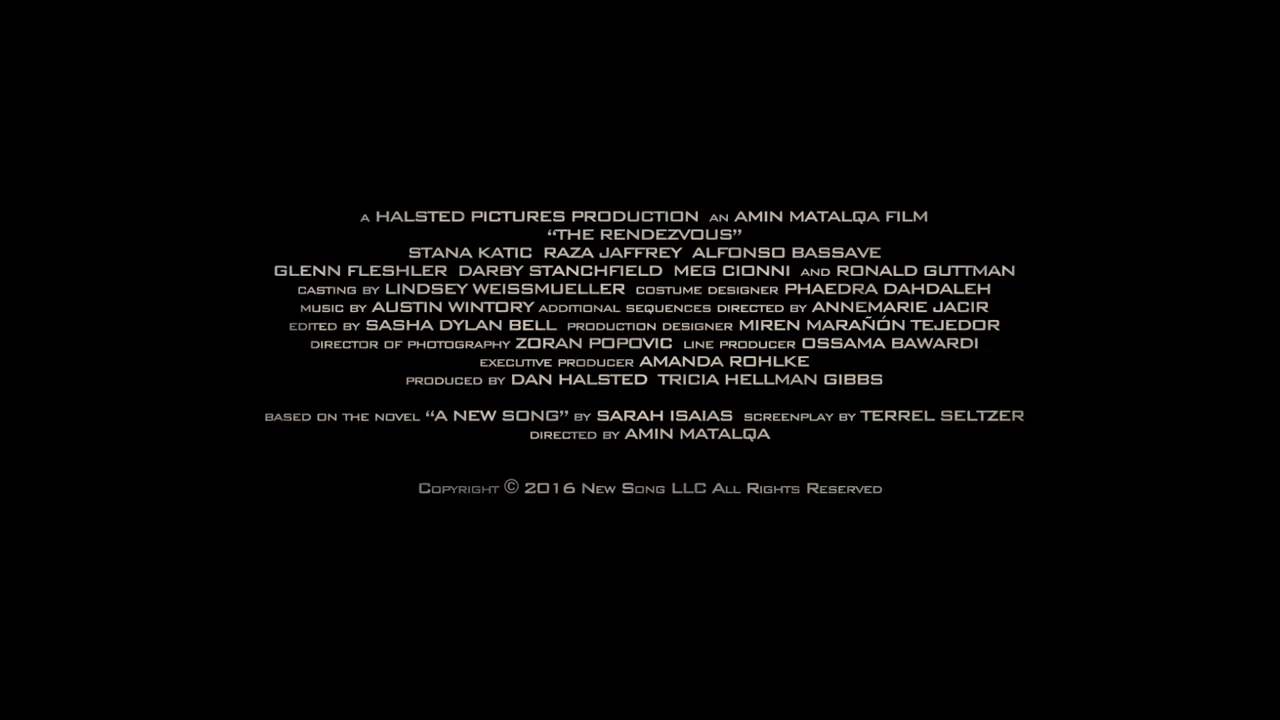 A HALSTED PICTURES PRODUCTION AN AMIN MATALQA FILM
“THE RENDEZVOUS”
STANA KATIC RAZA JAFFREY ALFONSO BASSAVE
GLENN FLESHLER DARBY STANCHFIELD MEG CIONNI AND RONALD GUTTMAN
CASTING BY LINDSEY WEISSMUELLER COSTUME DESIGNER PHAEDRA DAHDALEH
MUSIC BY AUSTIN WINTORY ADDITIONAL SEQUENCES DIRECTED BY ANNEMARIE JACIR
EDITED BY SASHA DYLAN BELL PRODUCTION DESIGNER MIREN MARAÑÓN TEJEDOR
DIRECTOR OF PHOTOGRAPHY ZORAN POPOVIC LINE PRODUCER OSSAMA BAWARDI
EXECUTIVE PRODUCER AMANDA ROHLKE
PRODUCED BY DAN HALSTED TRICIA HELLMAN GIBBS
BASED ON THE NOVEL “A NEW SONG” BY SARAH ISAIAS SCREENPLAY BY TERREL SELTZER
DIRECTED BY AMIN MATALQA
Copyright © 2016 New Song LLC All Rights Reserved